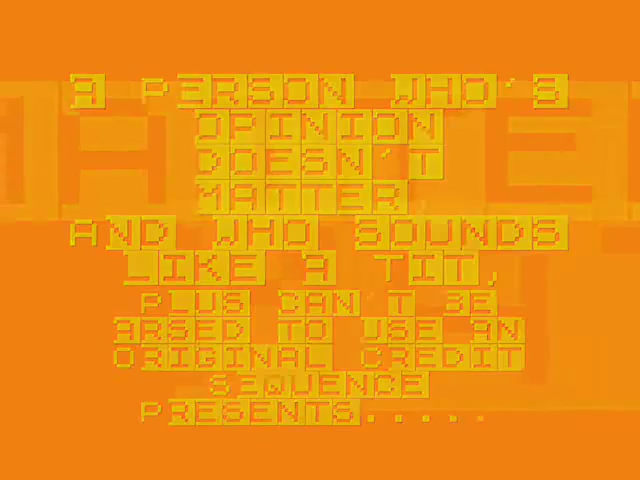 A PERSON WHO'S
OPINION
DOESN'T
MATTER
AND WHO SOUNDS
LIKE A TIT,
PLUS CAN'T BE
ARSED TO USE AN
ORIGINAL CREDIT
SEQUENCE
PRESENTS.....